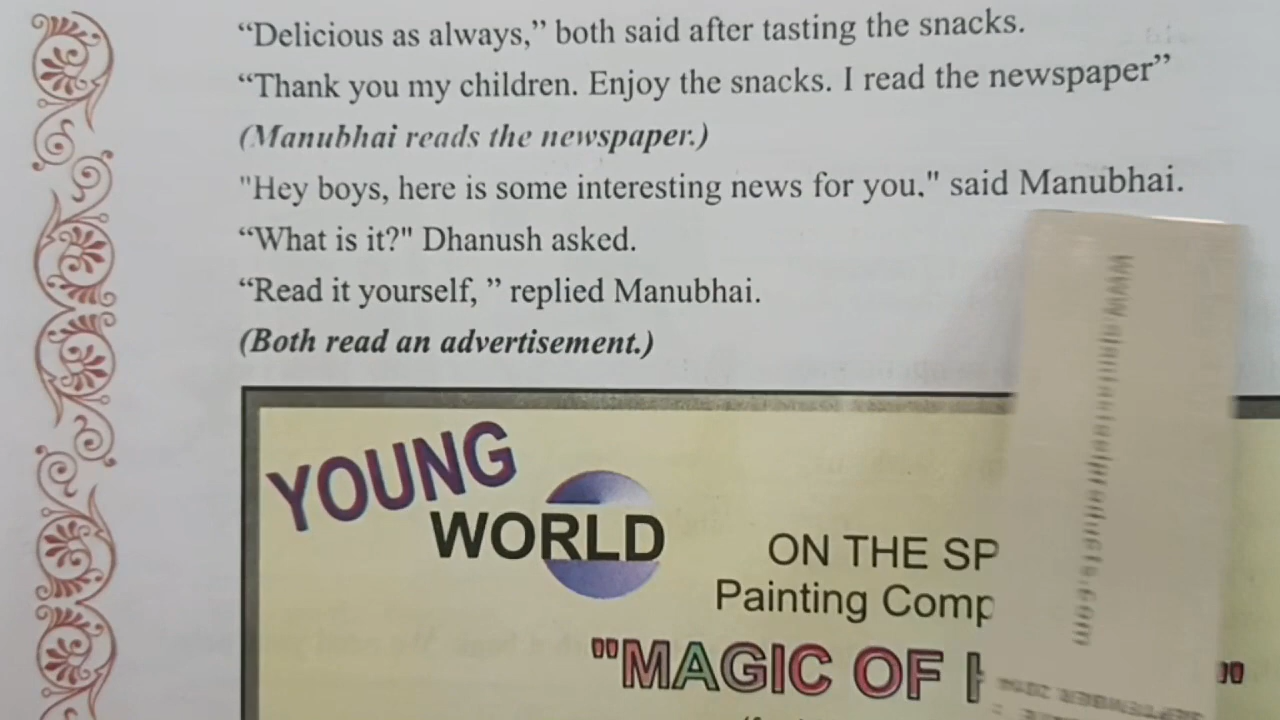 “Delicious as always,” both said after tasting the snacks.
“Thank you my children. Enjoy the snacks. I read the newspaper”
(Manubhai reads the newspaper.)
"Hey boys, here is some interesting news for you." said Manubhai.
“What is it?" Dhanush asked.
“Read it yourself, ” replied Manubhai.
(Both read an advertisement.)
YOUNG
WORLD
ON THE
Painting
"MAGIC OF
SEPTEMBER 2014